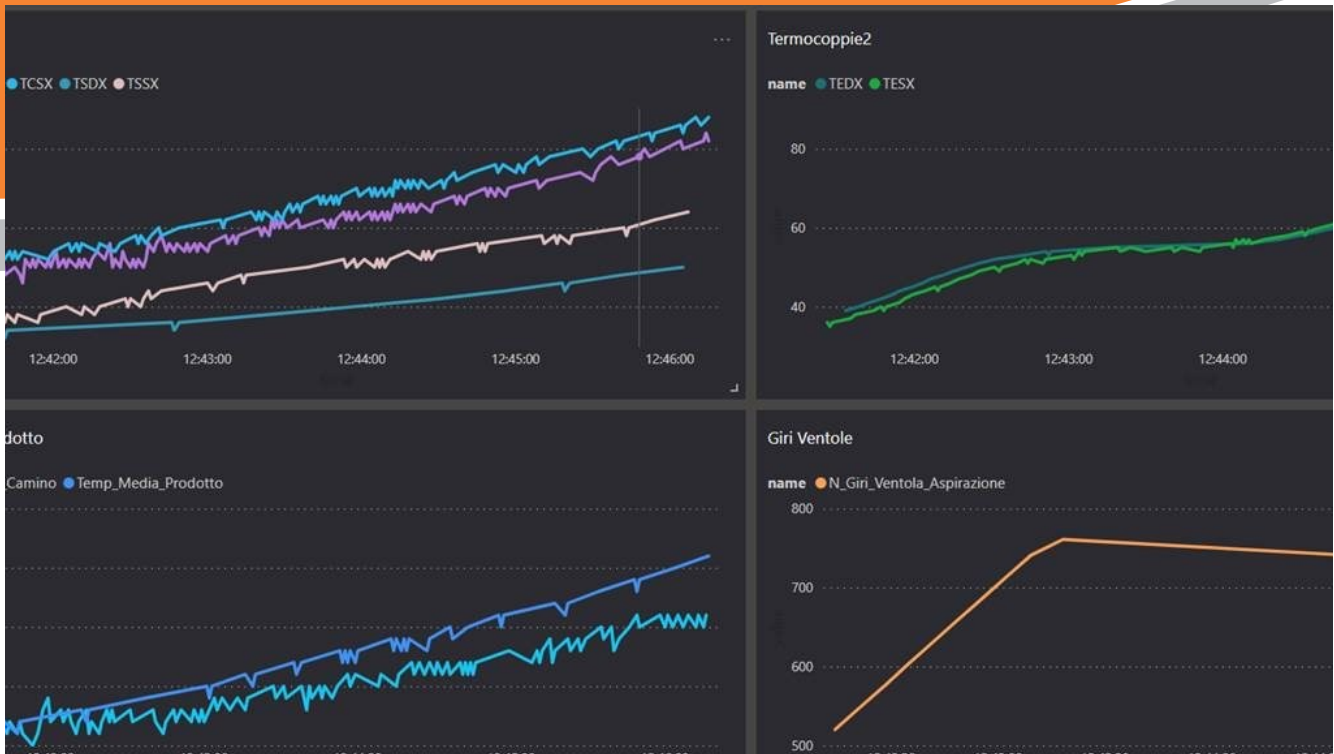 TCSX TSDX TSSX
12:42:00 12:43:00 12:44:00 12:45:00 12:46:00
Termocoppie2
name TEDX TESX
80
60
40
12:42:00 12:43:00 12:44:00
dotto
_Camino Temp_Media_Prodotto
Giri Ventole
name N_Giri_Ventola_Aspirazione
800
700
600
500